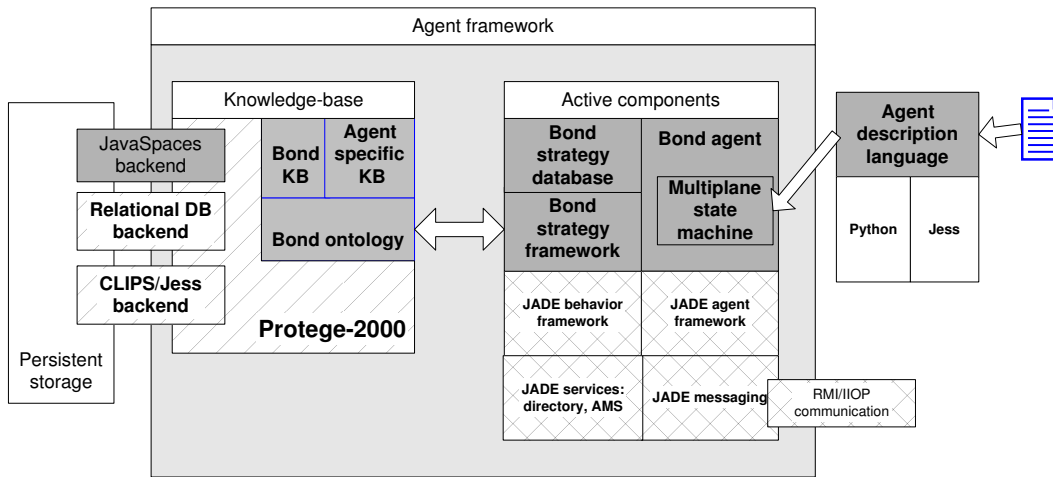 Agent framework
Knowledge-base
Active components
JavaSpaces
backend
Relational DB
backend
CLIPS/Jess
backend
Persistent
storage
Bond
KB
Agent
specific
KB
Bond ontology
Protege-2000
Bond
strategy
database
Bond
strategy
framework
Bond agent
Multiplane
state
machine
JADE behavior
framework
JADE agent
framework
JADE services:
directory, AMS
JADE messaging
RMI/IIOP
communication
Agent
description
language
Python
Jess